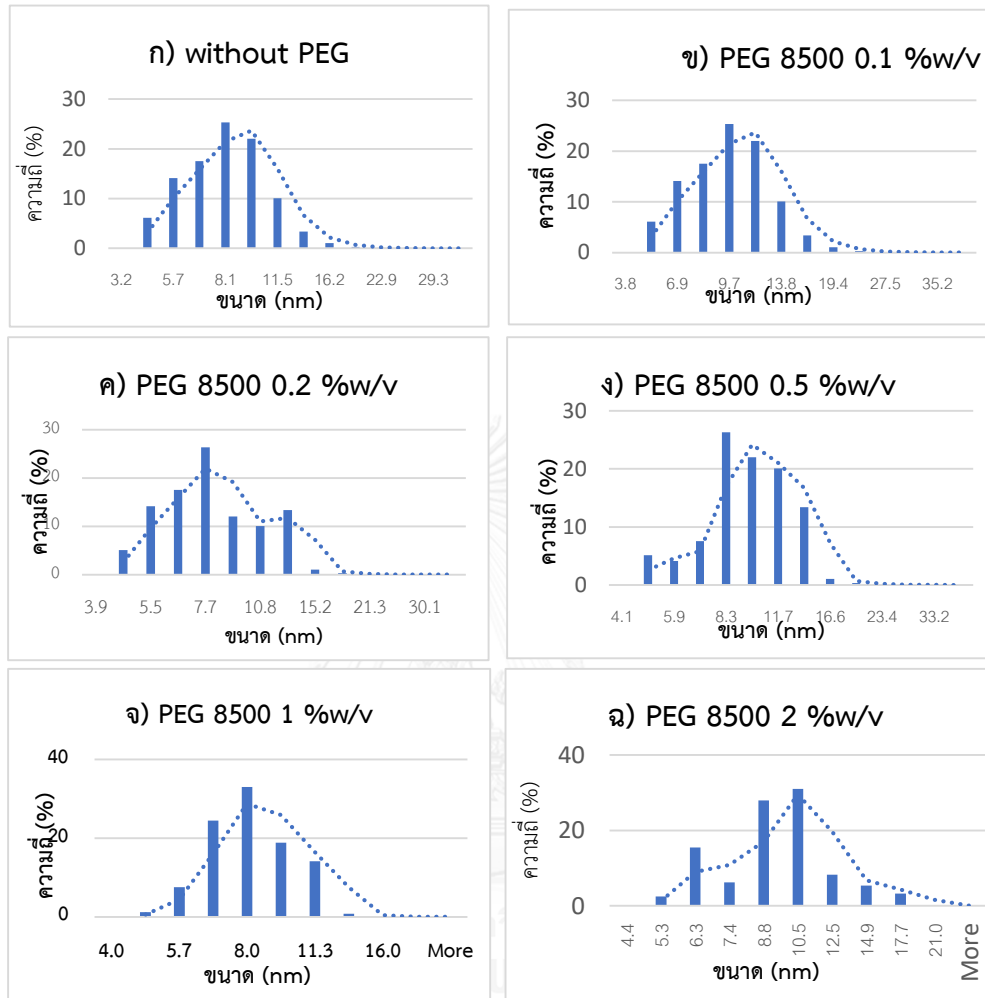 ก) without PEG
ความถี่ (%)
30
20
10
0
3.2 5.7 8.1 11.5 16.2 22.9 29.3
ขนาด (nm)
ข) PEG 8500 0.1 %w/v
ความถี่ (%)
30
20
10
0
3.8 6.9 9.7 13.8 19.4 27.5 35.2
ขนาด (nm)
ค) PEG 8500 0.2 %w/v
ความถี่ (%)
30
20
10
0
3.9 5.5 7.7 10.8 15.2 21.3 30.1
ขนาด (nm)
ง) PEG 8500 0.5 %w/v
ความถี่ (%)
30
20
10
0
4.1 5.9 8.3 11.7 16.6 23.4 33.2
ขนาด (nm)
จ) PEG 8500 1 %w/v
ความถี่ (%)
40
20
0
4.0 5.7 8.0 11.3 16.0 More
ขนาด (nm)
ฉ) PEG 8500 2 %w/v
ความถี่ (%)
40
20
0
4.4 5.3 6.3 7.4 8.8 10.5 12.5 14.9 17.7 21.0 More
ขนาด (nm)